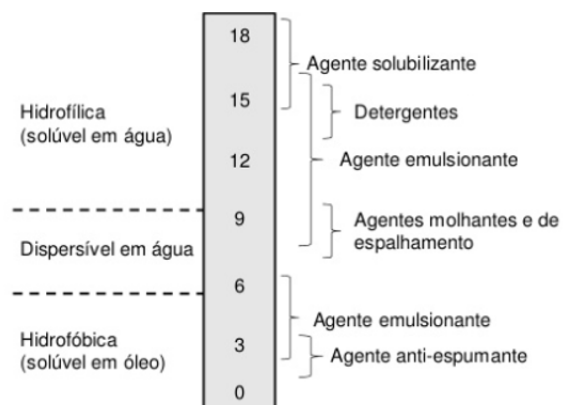 18
Agente solubilizante
15
Hidrofílica
(solúvel em água)
Detergentes
12
Agente emulsionante
9
Agentes molhantes e de
espalhamento
Dispersível em água
6
Agente emulsionante
Hidrofóbica
(solúvel em óleo)
3
Agente anti-espumante
0